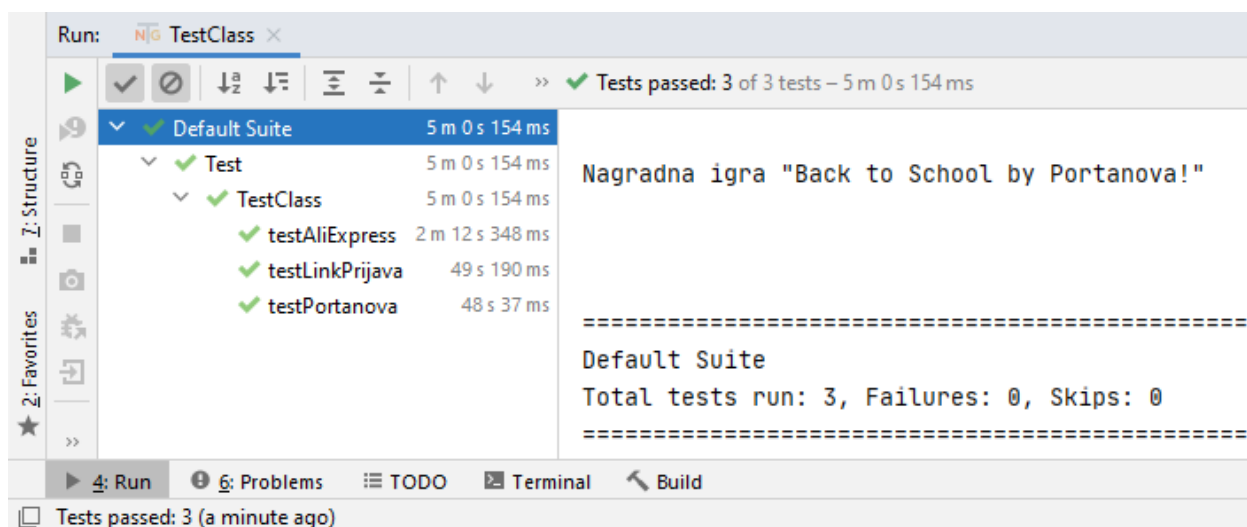 Run: NG TestClass
Tests passed: 3 of 3 tests – 5 m 0 s 154 ms
Default Suite 5 m 0 s 154 ms
Test 5 m 0 s 154 ms
TestClass 5 m 0 s 154 ms
testAliExpress 2 m 12 s 348 ms
testLinkPrijava 49 s 190 ms
testPortanova 48 s 37 ms
Nagradna igra "Back to School by Portanova!"
===============================================
Default Suite
Total tests run: 3, Failures: 0, Skips: 0
===============================================
7: Structure
2: Favorites
4: Run 6: Problems TODO Terminal Build
Tests passed: 3 (a minute ago)